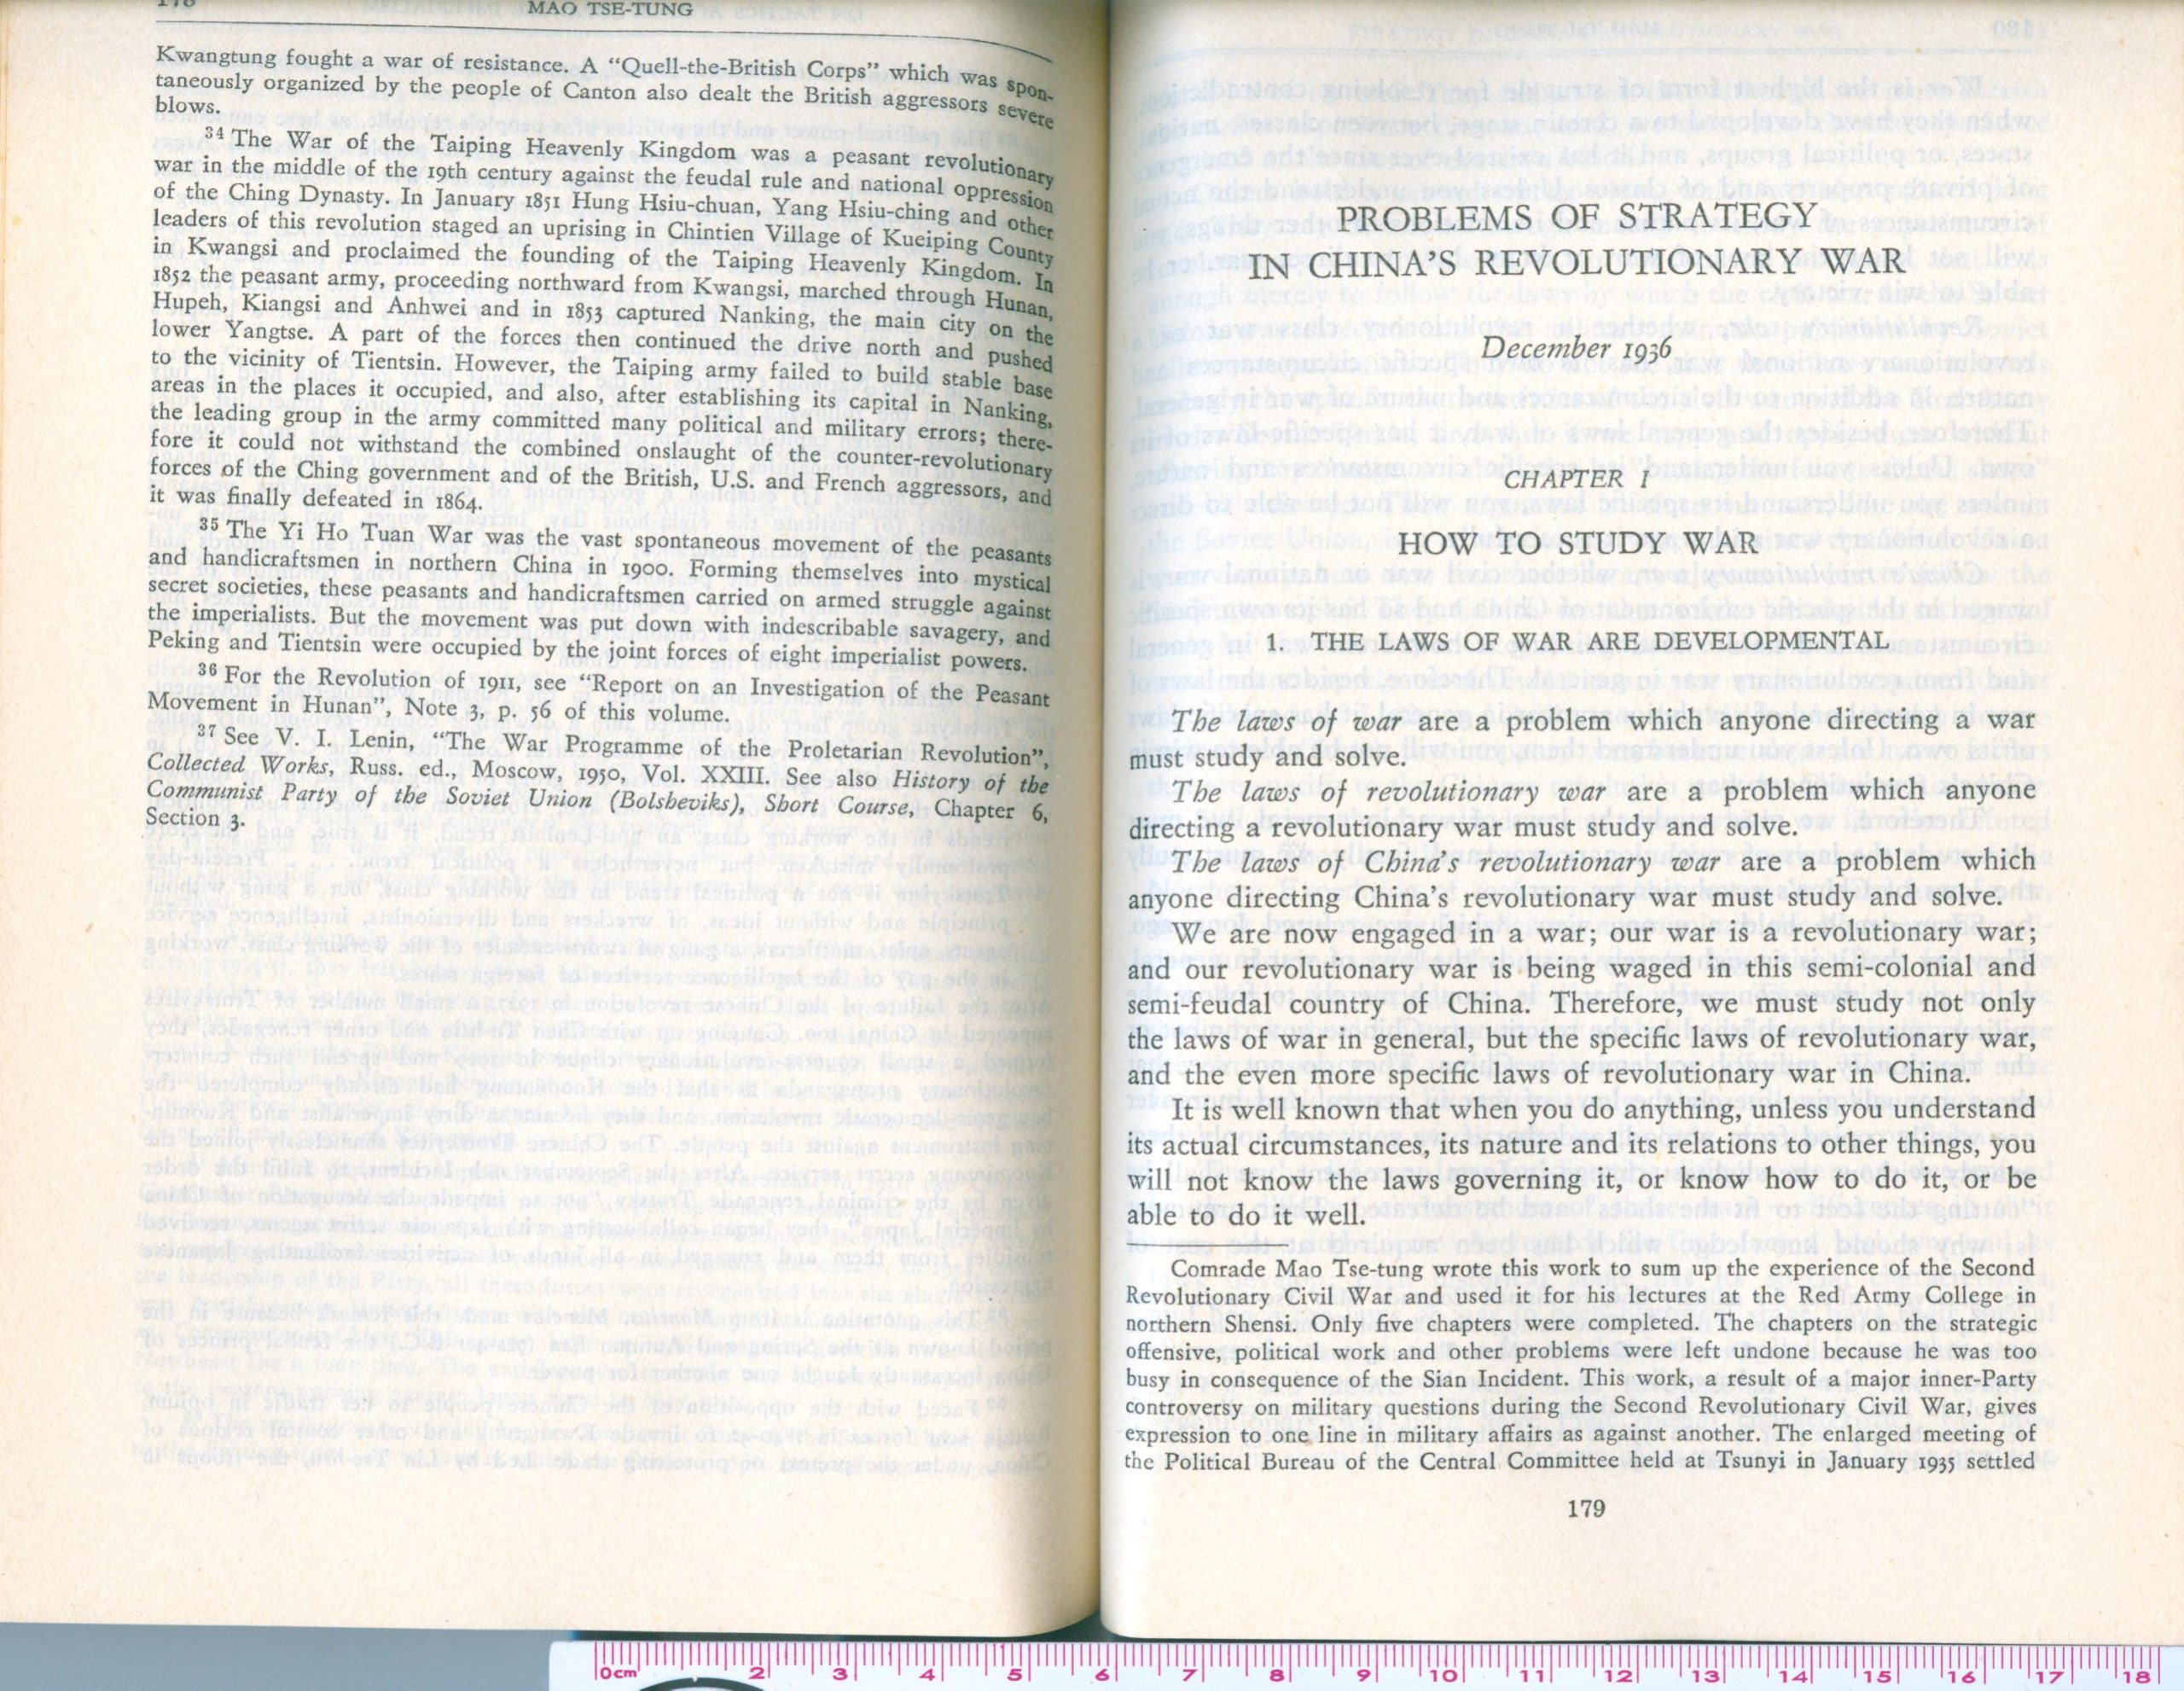 178
MAO TSE-TUNG
Kwangtung fought a war of resistance. A “Quell-the-British Corps” which was spon-
taneously organized by the people of Canton also dealt the British aggressors severe
blows.
34 The War of the Taiping Heavenly Kingdom was a peasant revolutionary
war in the middle of the 19th century against the feudal rule and national oppression
of the Ching Dynasty. In January 1851 Hung Hsiu-chuan, Yang Hsiu-ching and other
leaders of this revolution staged an uprising in Chintien Village of Kueiping County
in Kwangsi and proclaimed the founding of the Taiping Heavenly Kingdom. In
1852 the peasant army, proceeding northward from Kwangsi, marched through Hunan,
Hupeh, Kiangsi and Anhwei and in 1853 captured Nanking, the main city on the
lower Yangtse. A part of the forces then continued the drive north and pushed
to the vicinity of Tientsin. However, the Taiping army failed to build stable base
areas in the places it occupied, and also, after establishing its capital in Nanking,
the leading group in the army committed many political and military errors; there-
fore it could not withstand the combined onslaught of the counter-revolutionary
forces of the Ching government and of the British, U.S. and French aggressors, and
it was finally defeated in 1864.
35 The Yi Ho Tuan War was the vast spontaneous movement of the peasants
and handicraftsmen in northern China in 1900. Forming themselves into mystical
secret societies, these peasants and handicraftsmen carried on armed struggle against
the imperialists. But the movement was put down with indescribable savagery, and
Peking and Tientsin were occupied by the joint forces of eight imperialist powers.
36 For the Revolution of 1911, see “Report on an Investigation of the Peasant
Movement in Hunan”, Note 3, p. 56 of this volume.
37 See V. I. Lenin, “The War Programme of the Proletarian Revolution”,
Collected Works, Russ. ed., Moscow, 1950, Vol. XXIII. See also History of the
Communist Party of the Soviet Union (Bolsheviks), Short Course, Chapter 6,
Section 3.
PROBLEMS OF STRATEGY
IN CHINA’S REVOLUTIONARY WAR
December 1936
CHAPTER I
HOW TO STUDY WAR
1. THE LAWS OF WAR ARE DEVELOPMENTAL
The laws of war are a problem which anyone directing a war
must study and solve.
The laws of revolutionary war are a problem which anyone
directing a revolutionary war must study and solve.
The laws of China’s revolutionary war are a problem which
anyone directing China’s revolutionary war must study and solve.
We are now engaged in a war; our war is a revolutionary war;
and our revolutionary war is being waged in this semi-colonial and
semi-feudal country of China. Therefore, we must study not only
the laws of war in general, but the specific laws of revolutionary war,
and the even more specific laws of revolutionary war in China.
It is well known that when you do anything, unless you understand
its actual circumstances, its nature and its relations to other things, you
will not know the laws governing it, or know how to do it, or be
able to do it well.
Comrade Mao Tse-tung wrote this work to sum up the experience of the Second
Revolutionary Civil War and used it for his lectures at the Red Army College in
northern Shensi. Only five chapters were completed. The chapters on the strategic
offensive, political work and other problems were left undone because he was too
busy in consequence of the Sian Incident. This work, a result of a major inner-Party
controversy on military questions during the Second Revolutionary Civil War, gives
expression to one line in military affairs as against another. The enlarged meeting of
the Political Bureau of the Central Committee held at Tsunyi in January 1935 settled
179
0cm 2 3 4 5 6 7 8 9 10 11 12 13 14 15 16 17 18